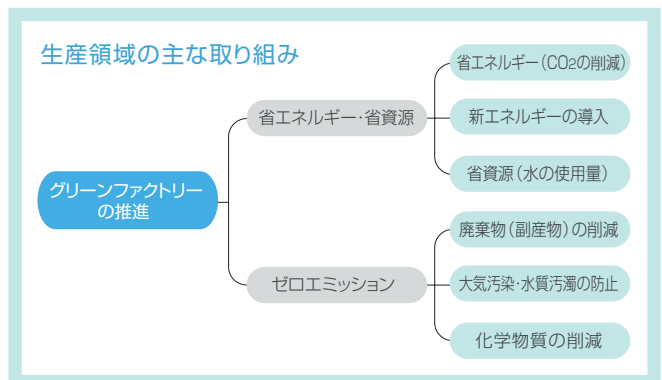 生産領域の主な取り組み
グリーンファクトリー
の推進
省エネルギー・省資源
省エネルギー(CO2の削減)
新エネルギーの導入
省資源(水の使用量)
ゼロエミッション
廃棄物(副産物)の削減
大気汚染・水質汚濁の防止
化学物質の削減